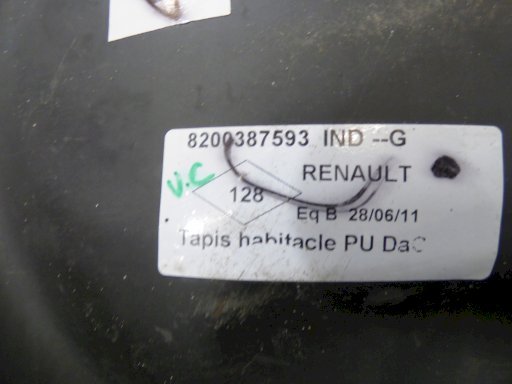 8200387593 IND --G
V.C
RENAULT
128
Eq B 28/06/11
Tapis habitacle PU DaC